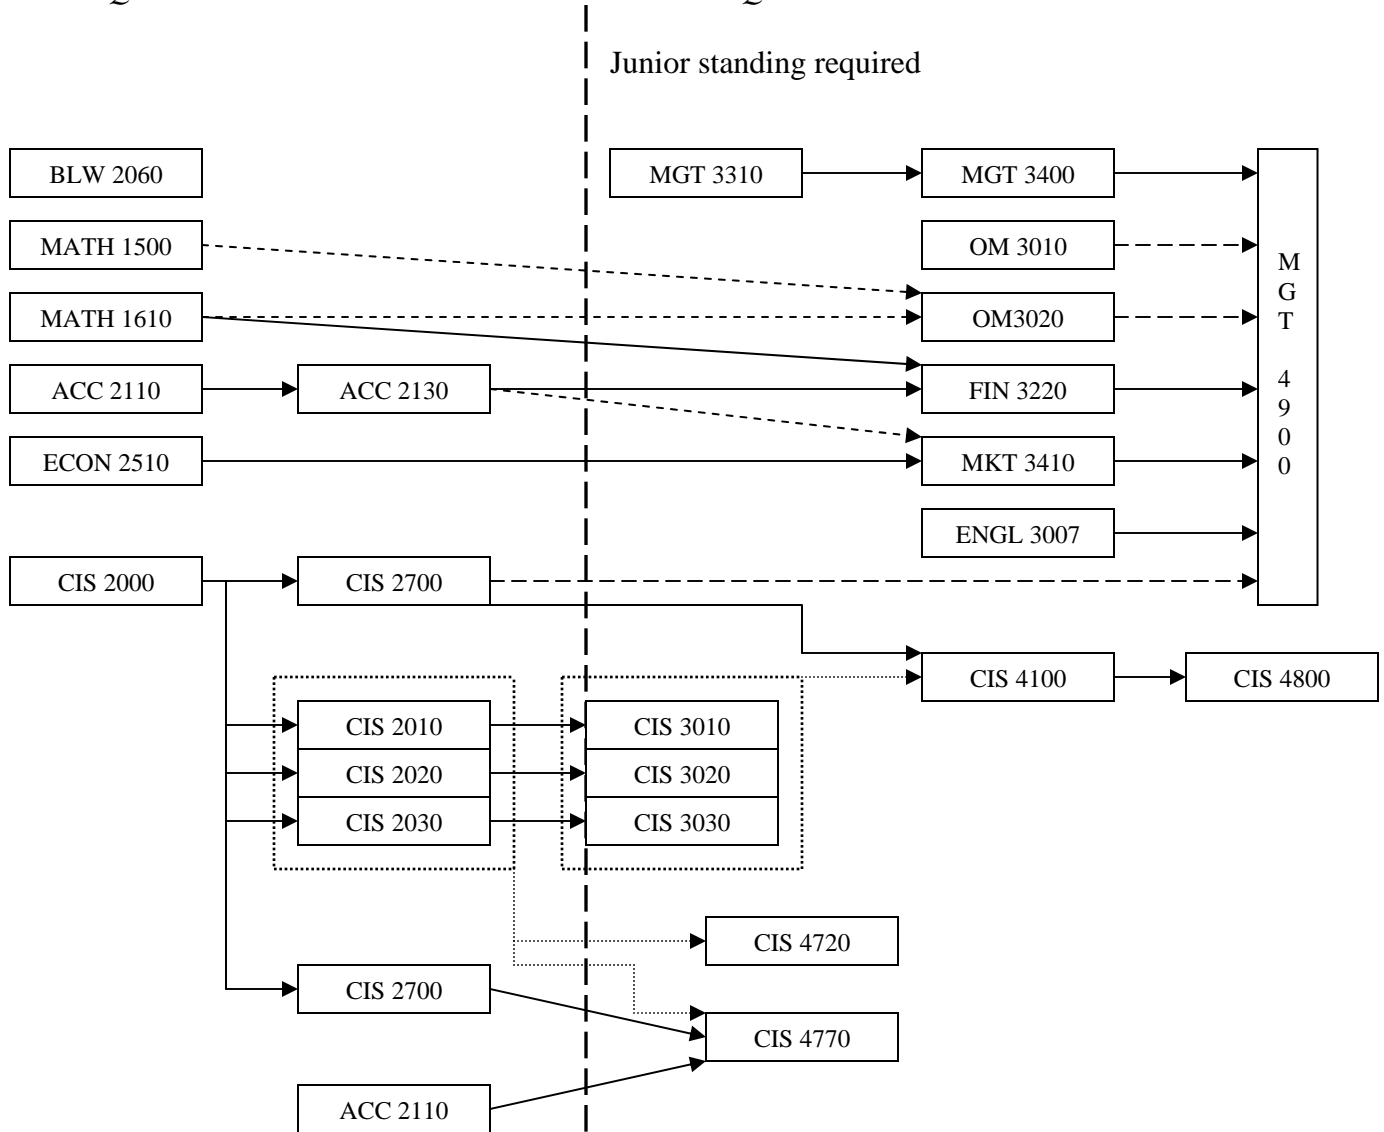 Junior standing required
BLW 2060
MGT 3310
MGT 3400
MATH 1500
OM 3010
MATH 1610
OM3020
ACC 2110
ACC 2130
FIN 3220
ECON 2510
MKT 3410
ENGL 3007
M
G
T
4
9
0
0
CIS 2000
CIS 2700
CIS 4100
CIS 4800
CIS 2010
CIS 3010
CIS 2020
CIS 3020
CIS 2030
CIS 3030
CIS 4720
CIS 2700
CIS 4770
ACC 2110